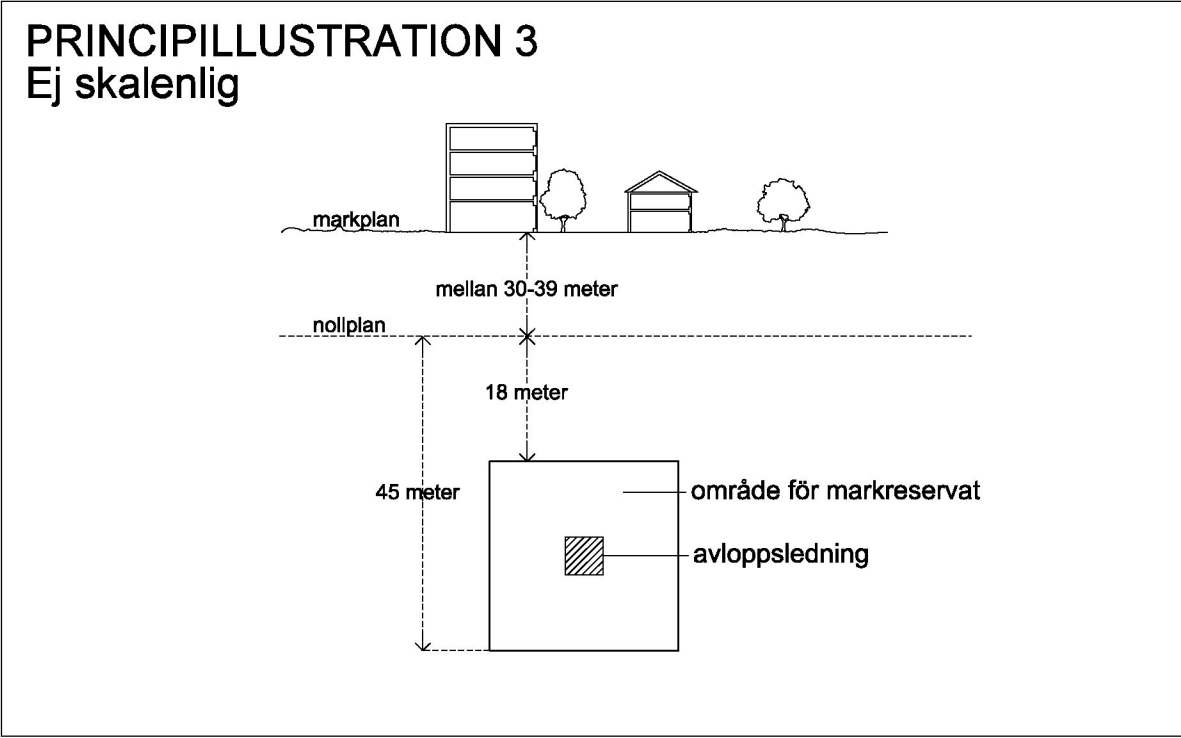 PRINCIPILLUSTRATION 3
Ej skalenlig
markplan
mellan 30-39 meter
nollplan
18 meter
45 meter
område för markreservat
avloppsledning